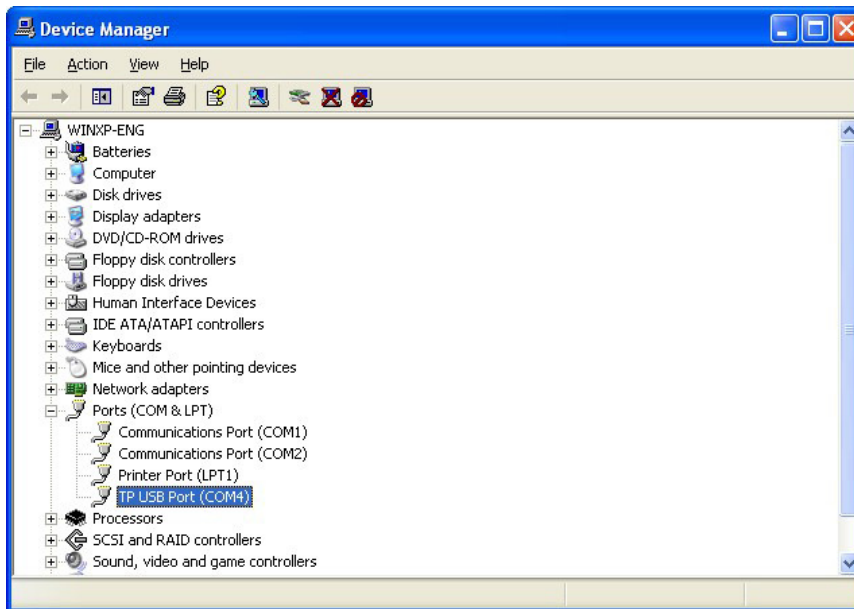 Device Manager
File Action View Help
WINXP-ENG
Batteries
Computer
Disk drives
Display adapters
DVD/CD-ROM drives
Floppy disk controllers
Floppy disk drives
Human Interface Devices
IDE ATA/ATAPI controllers
Keyboards
Mice and other pointing devices
Network adapters
Ports (COM & LPT)
Communications Port (COM1)
Communications Port (COM2)
Printer Port (LPT1)
TP USB Port (COM4)
Processors
SCSI and RAID controllers
Sound, video and game controllers